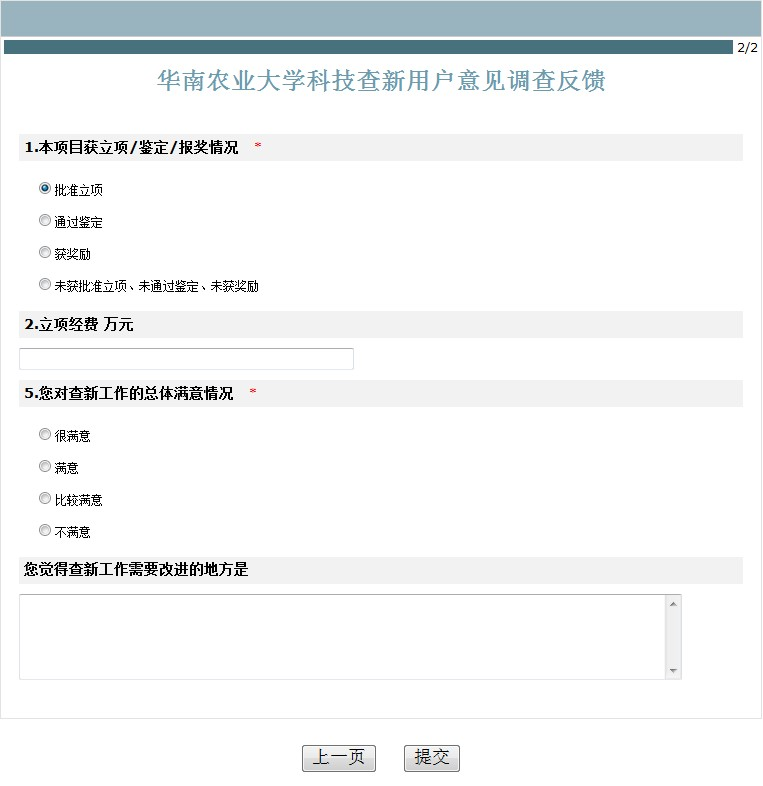 2/2
华南农业大学科技查新用户意见调查反馈
1.本项目获立项/鉴定/报奖情况 *
批准立项
通过鉴定
获奖励
未获批准立项、未通过鉴定、未获奖励
2.立项经费 万元
5.您对查新工作的总体满意情况 *
很满意
满意
比较满意
不满意
您觉得查新工作需要改进的地方是
上一页 提交